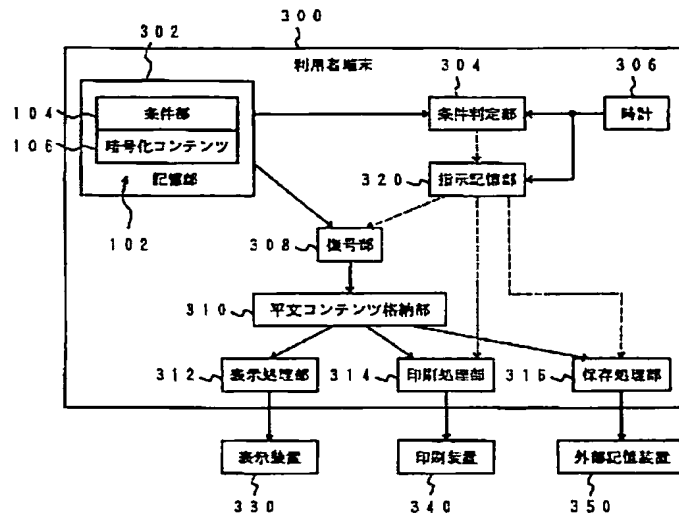 300
302
利用者端末
304
306
104
条件部
条件判定部
時計
106
暗号化コンテンツ
記憶部
320
指示記憶部
102
308
復号部
310
平文コンテンツ格納部
312
表示処理部
314
印刷処理部
316
保存処理部
表示装置
印刷装置
外部記憶装置
330
340
350